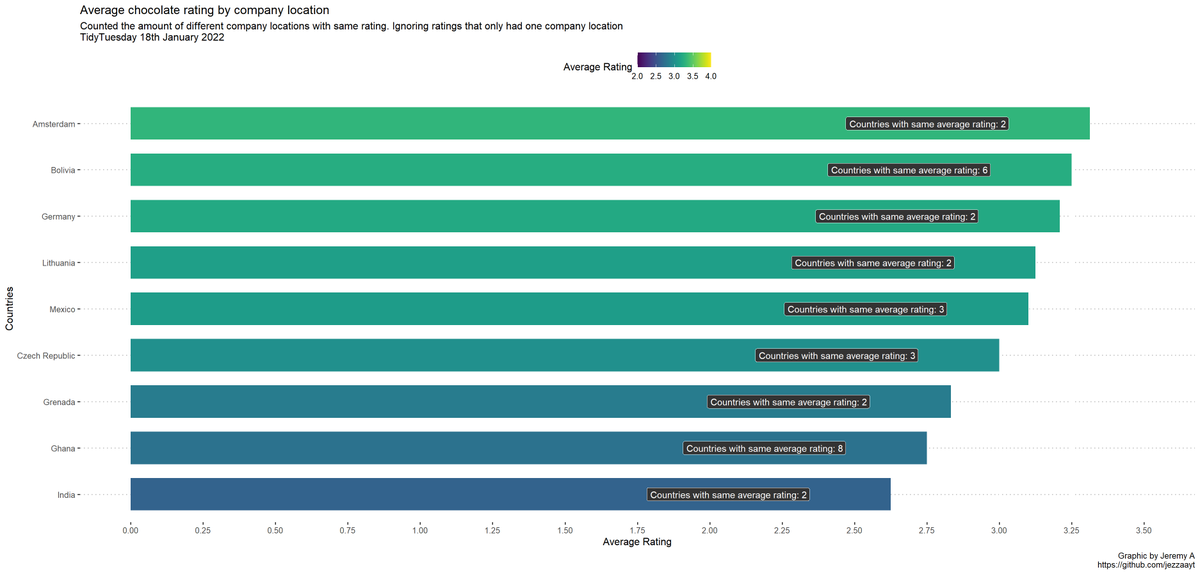 Average chocolate rating by company location
Counted the amount of different company locations with same rating. Ignoring ratings that only had one company location
TidyTuesday 18th January 2022
Average Rating
2.0 2.5 3.0 3.5 4.0
Countries
Amsterdam
Countries with same average rating: 2
Bolivia
Countries with same average rating: 6
Germany
Countries with same average rating: 2
Lithuania
Countries with same average rating: 2
Mexico
Countries with same average rating: 3
Czech Republic
Countries with same average rating: 3
Grenada
Countries with same average rating: 2
Ghana
Countries with same average rating: 8
India
Countries with same average rating: 2
0.00 0.25 0.50 0.75 1.00 1.25 1.50 1.75 2.00 2.25 2.50 2.75 3.00 3.25 3.50
Average Rating
Graphic by Jeremy A
https://github.com/jezzaayt